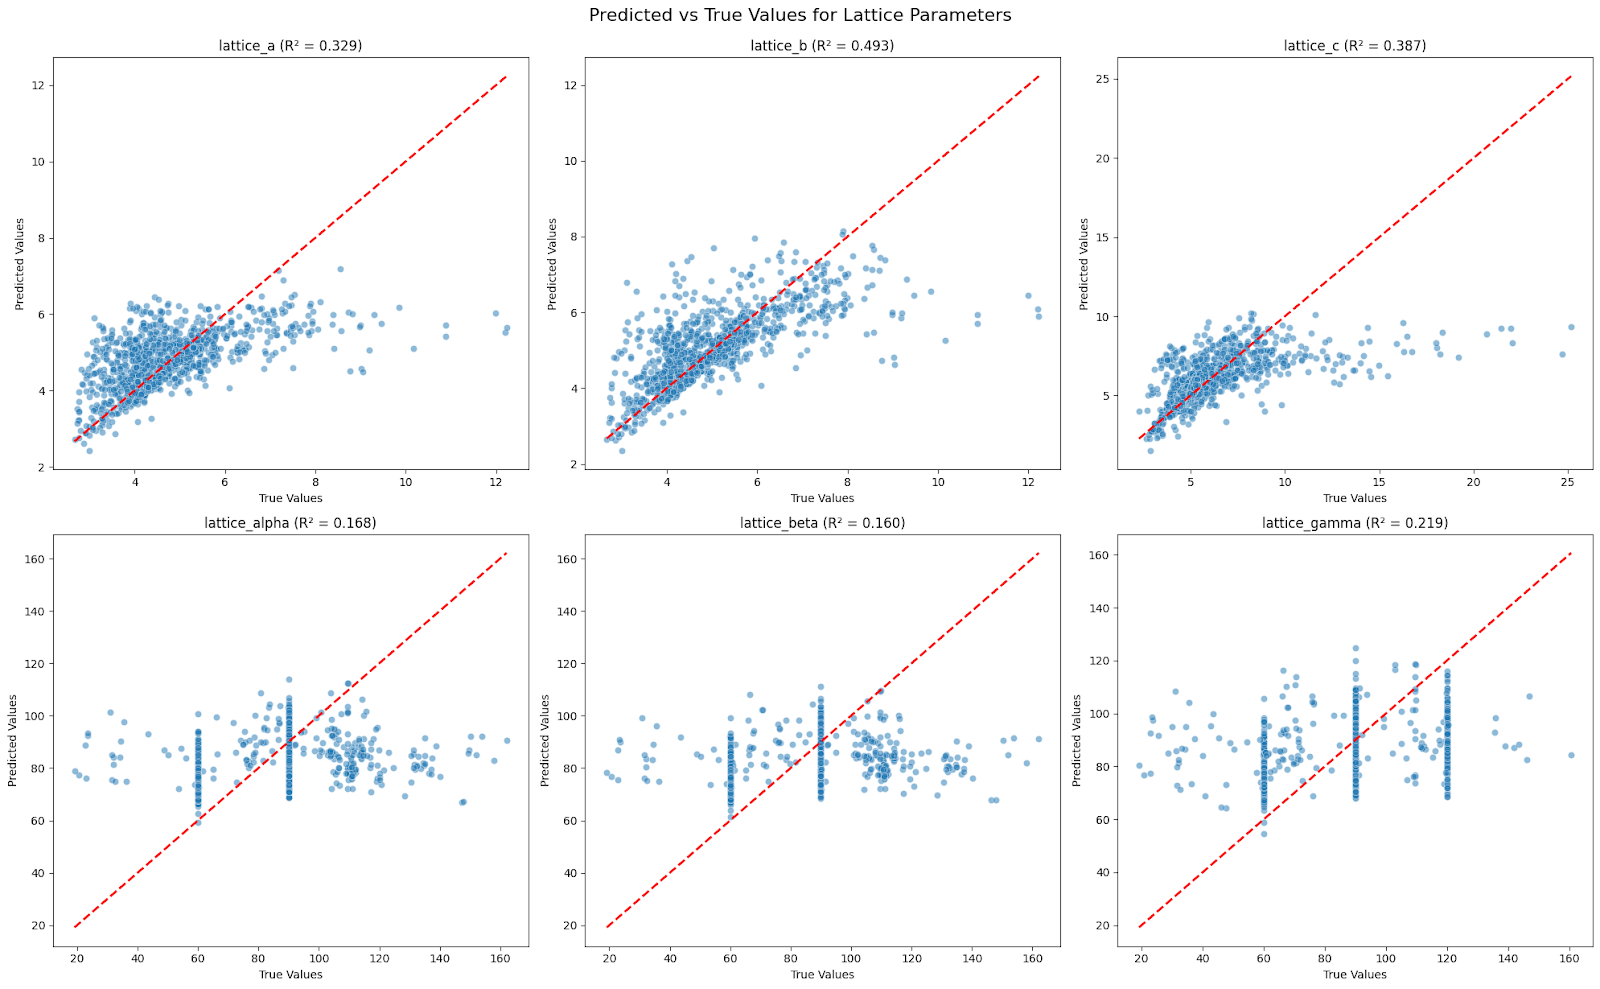 Predicted vs True Values for Lattice Parameters
lattice_a (R² = 0.329)
12
10
8
6
4
2
Predicted Values
4 6 8 10 12
True Values
lattice_b (R² = 0.493)
12
10
8
6
4
2
Predicted Values
4 6 8 10 12
True Values
lattice_c (R² = 0.387)
25
20
15
10
5
Predicted Values
5 10 15 20 25
True Values
lattice_alpha (R² = 0.168)
160
140
120
100
80
60
40
20
Predicted Values
20 40 60 80 100 120 140 160
True Values
lattice_beta (R² = 0.160)
160
140
120
100
80
60
40
20
Predicted Values
20 40 60 80 100 120 140 160
True Values
lattice_gamma (R² = 0.219)
160
140
120
100
80
60
40
20
Predicted Values
20 40 60 80 100 120 140 160
True Values